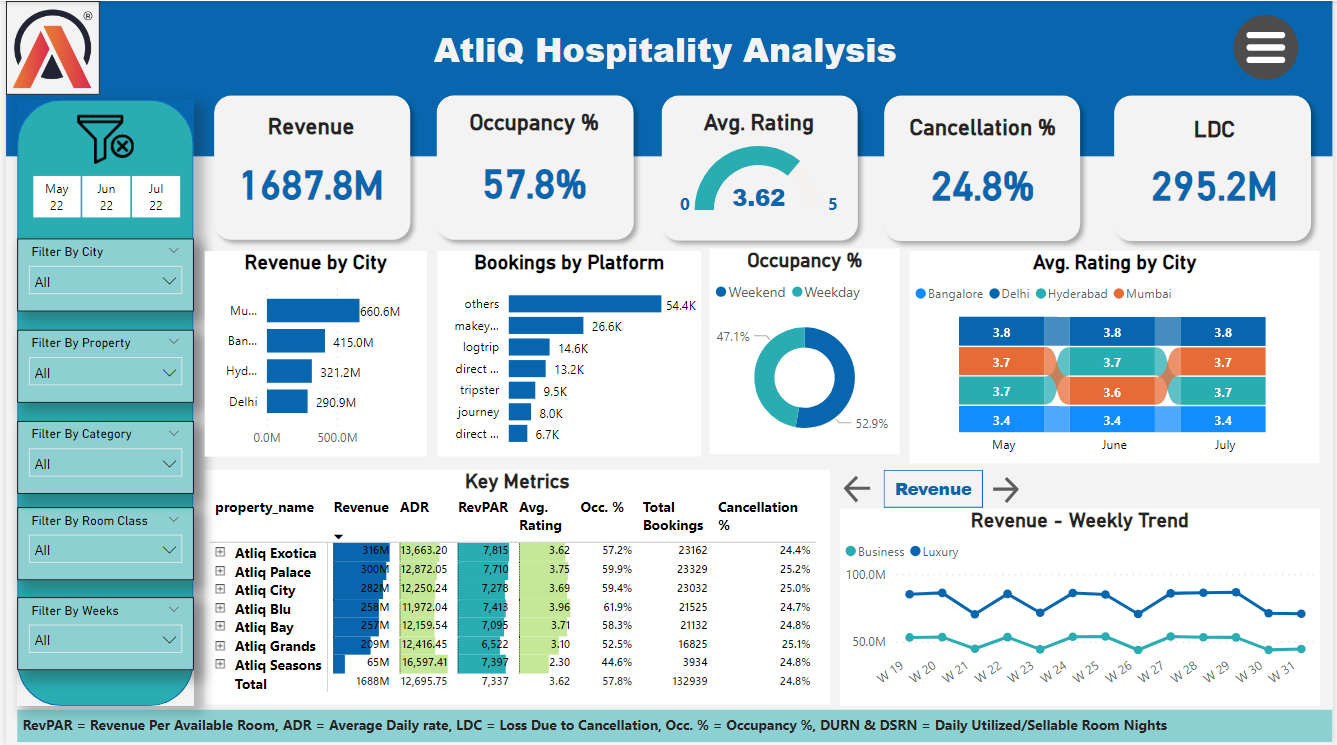 ®
AtliQ Hospitality Analysis
Revenue
1687.8M
Occupancy %
57.8%
Avg. Rating
0
3.62
5
Cancellation %
24.8%
LDC
295.2M
May
22
Jun
22
Jul
22
Filter By City
All
Filter By Property
All
Filter By Category
All
Filter By Room Class
All
Filter By Weeks
All
Revenue by City
Mu... 660.6M
Ban... 415.0M
Hyd... 321.2M
Delhi 290.9M
0.0M 500.0M
Bookings by Platform
others 54.4K
makey... 26.6K
logtrip 14.6K
direct ... 13.2K
tripster 9.5K
journey 8.0K
direct ... 6.7K
Occupancy %
Weekend Weekday
47.1%
52.9%
Avg. Rating by City
Bangalore Delhi Hyderabad Mumbai
3.8 3.8 3.8
3.7 3.7 3.7
3.7 3.6 3.7
3.4 3.4 3.4
May June July
Key Metrics
property_name Revenue ADR RevPAR Avg. Rating Occ. % Total Bookings Cancellation %
Atliq Exotica 316M 13,663.20 7,815 3.62 57.2% 23162 24.4%
Atliq Palace 300M 12,872.05 7,710 3.75 59.9% 23329 25.2%
Atliq City 282M 12,250.24 7,278 3.69 59.4% 23032 25.0%
Atliq Blu 258M 11,972.04 7,413 3.96 61.9% 21525 24.7%
Atliq Bay 257M 12,159.54 7,095 3.71 58.3% 21132 24.8%
Atliq Grands 209M 12,416.45 6,522 3.10 52.5% 16825 25.1%
Atliq Seasons 65M 16,597.41 7,397 2.30 44.6% 3934 24.8%
Total 1688M 12,695.75 7,337 3.62 57.8% 132939 24.8%
Revenue
Revenue - Weekly Trend
Business Luxury
100.0M
50.0M
W 19 W 20 W 21 W 22 W 23 W 24 W 25 W 26 W 27 W 28 W 29 W 30 W 31
RevPAR = Revenue Per Available Room, ADR = Average Daily rate, LDC = Loss Due to Cancellation, Occ. % = Occupancy %, DURN & DSRN = Daily Utilized/Sellable Room Nights